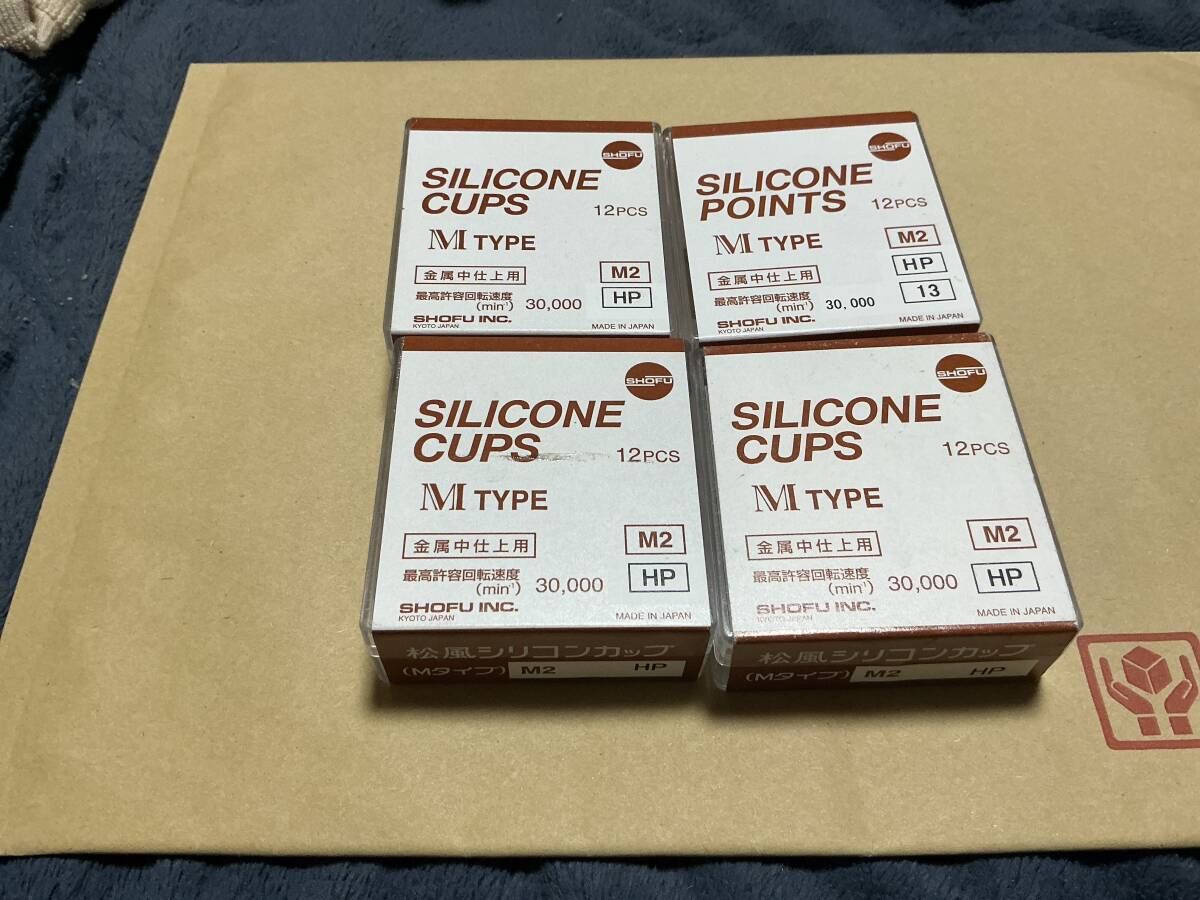 SHOFU
SILICONE
CUPS
12PCS
M TYPE
金属中仕上用
M2
HP
最高許容回転速度
(min⁻¹) 30,000
SHOFU INC.
KYOTO JAPAN
MADE IN JAPAN
SHOFU
SILICONE
POINTS
12PCS
M TYPE
M2
金属中仕上用
HP
13
最高許容回転速度
(min⁻¹) 30,000
SHOFU INC.
KYOTO JAPAN
MADE IN JAPAN
SHOFU
SILICONE
CUPS
12PCS
M TYPE
金属中仕上用
M2
HP
最高許容回転速度
(min⁻¹) 30,000
SHOFU INC.
KYOTO JAPAN
MADE IN JAPAN
松風シリコンカップ
(Mタイプ) M2 HP
SHOFU
SILICONE
CUPS
12PCS
M TYPE
金属中仕上用
M2
HP
最高許容回転速度
(min⁻¹) 30,000
SHOFU INC.
KYOTO JAPAN
MADE IN JAPAN
松風シリコンカップ
(Mタイプ) M2 HP